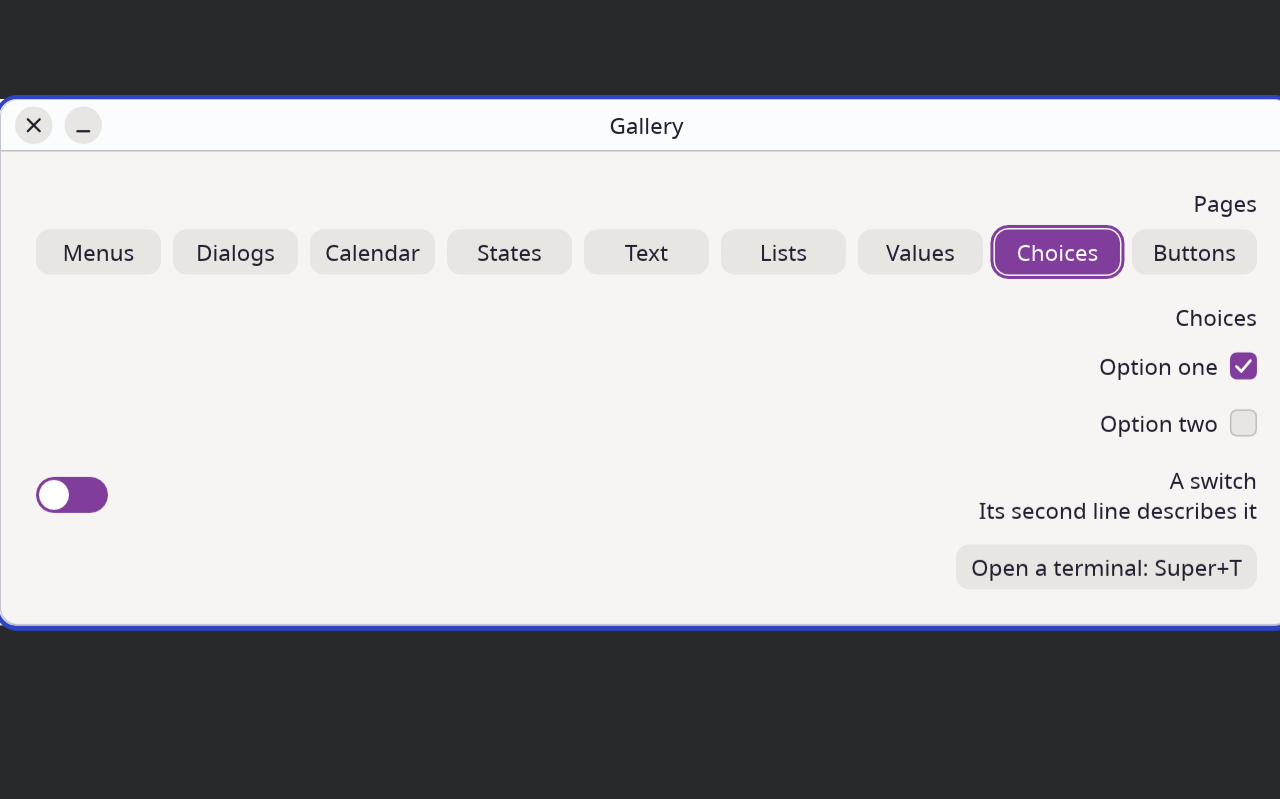 Gallery
Pages
Menus Dialogs Calendar States Text Lists Values Choices Buttons
Choices
Option one
Option two
A switch
Its second line describes it
Open a terminal: Super+T